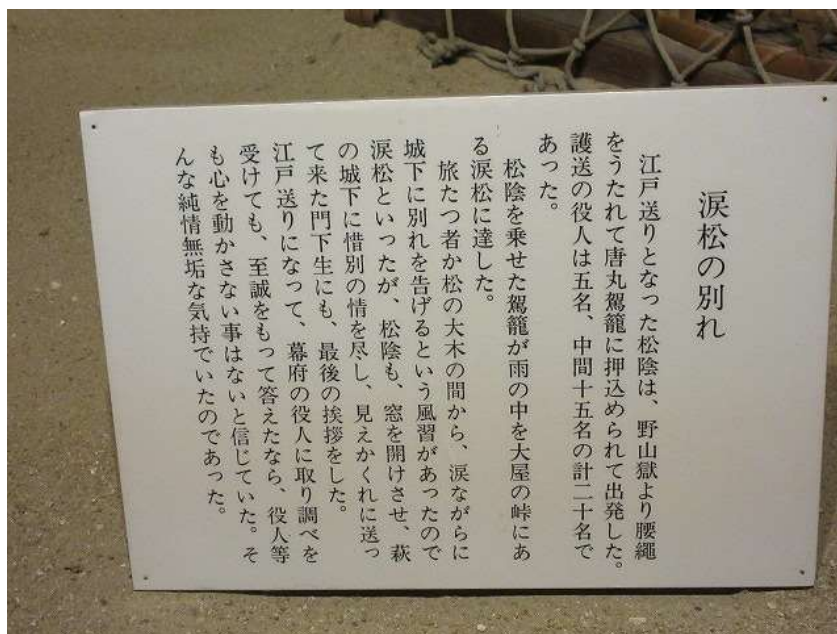 涙松の別れ
江戸送りとなった松陰は、野山獄より腰縄
をうたれて唐丸駕籠に押込められて出発した。
護送の役人は五名、中間十五名の計二十名で
あった。
松陰を乗せた駕籠が雨の中を大屋の峠にあ
る涙松に達した。
旅たつ者か松の大木の間から、涙ながらに
城下に別れを告げるという風習があったので
涙松といったが、松陰も、窓を開けさせ、萩
の城下に惜別の情を尽し、見えかくれに送っ
て来た門下生にも、最後の挨拶をした。
江戸送りになって、幕府の役人に取り調べを
受けても、至誠をもって答えたなら、役人等
も心を動かさない事はないと信じていた。そ
んな純情無垢な気持でいたのであった。